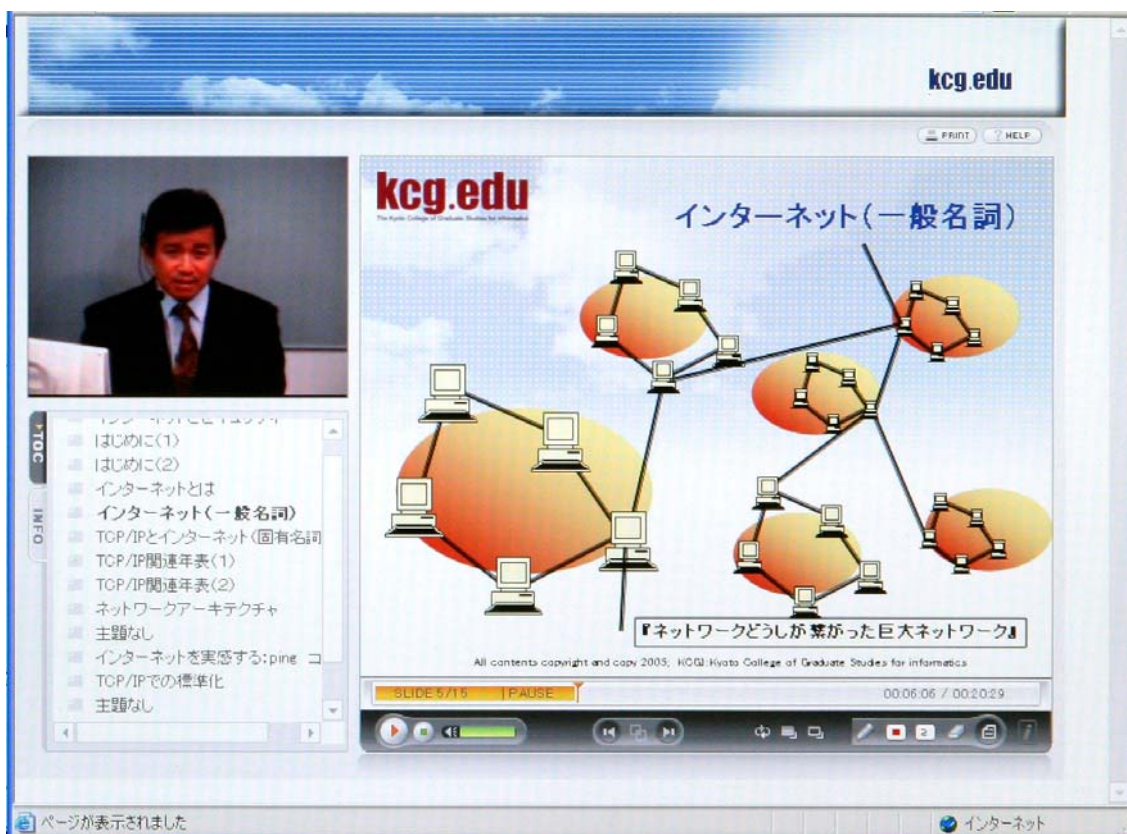 kcg.edu
PRINT
? HELP
kcg.edu
The Kyoto College of Graduate Studies for Informatics
インターネット(一般名詞)
TOC
INFO
はじめに(1)
はじめに(2)
インターネットとは
インターネット(一般名詞)
TCP/IPとインターネット(固有名詞
TCP/IP関連年表(1)
TCP/IP関連年表(2)
ネットワークアーキテクチャ
主題なし
インターネットを実感する:ping コ
TCP/IPでの標準化
主題なし
『ネットワークどうしが繋がった巨大ネットワーク』
All contents copyright and copy 2005; KCGI:Kyoto College of Graduate Studies for informatics
SLIDE 5/15 | PAUSE
00:06:06 / 00:20:29
2
i
ページが表示されました
インターネット